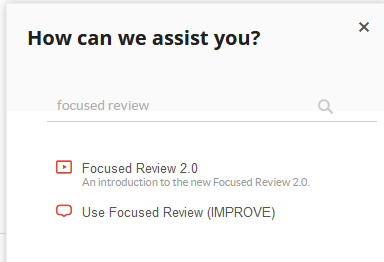 How can we assist you?
focused review
Focused Review 2.0
An introduction to the new Focused Review 2.0.
Use Focused Review (IMPROVE)